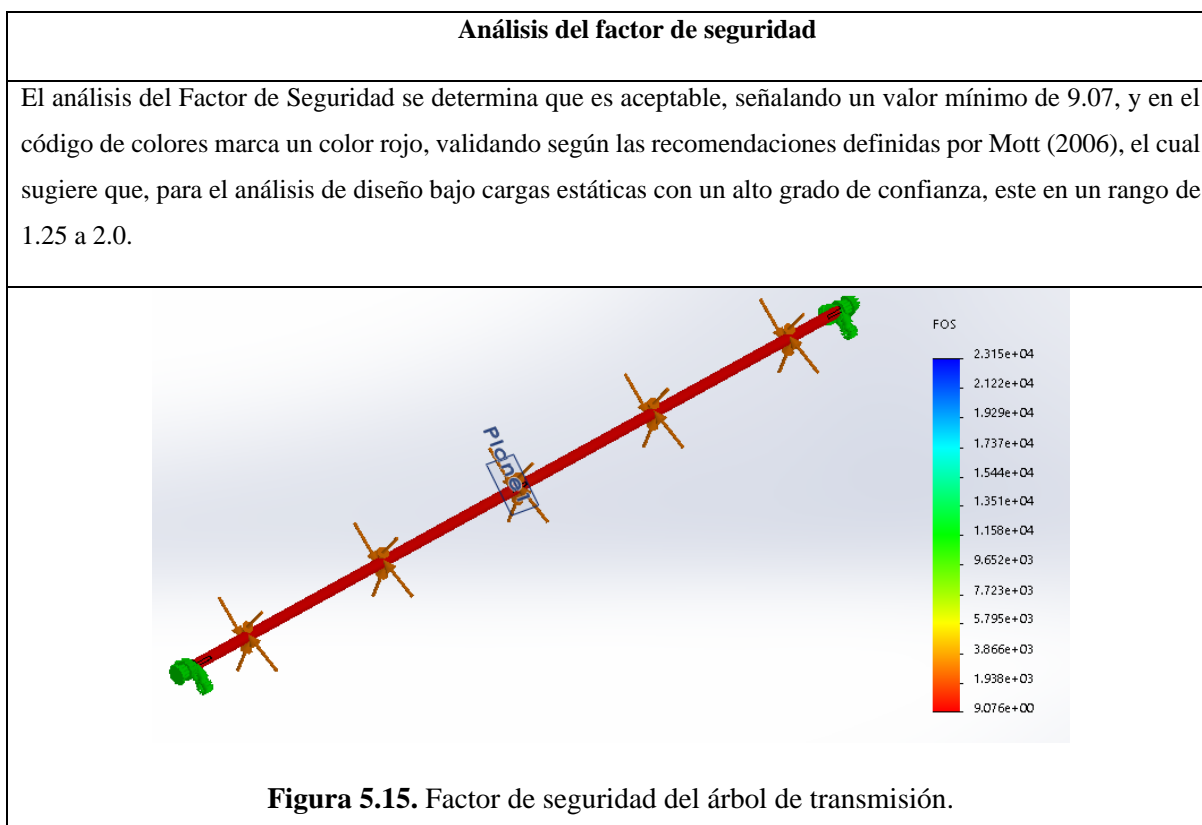 Análisis del factor de seguridad
El análisis del Factor de Seguridad se determina que es aceptable, señalando un valor mínimo de 9.07, y en el
código de colores marca un color rojo, validando según las recomendaciones definidas por Mott (2006), el cual
sugiere que, para el análisis de diseño bajo cargas estáticas con un alto grado de confianza, este en un rango de
1.25 a 2.0.
FOS
2.315e+04
2.122e+04
1.929e+04
1.737e+04
1.544e+04
1.351e+04
1.158e+04
9.652e+03
7.723e+03
5.795e+03
3.866e+03
1.938e+03
9.076e+00
Plane1
Figura 5.15. Factor de seguridad del árbol de transmisión.